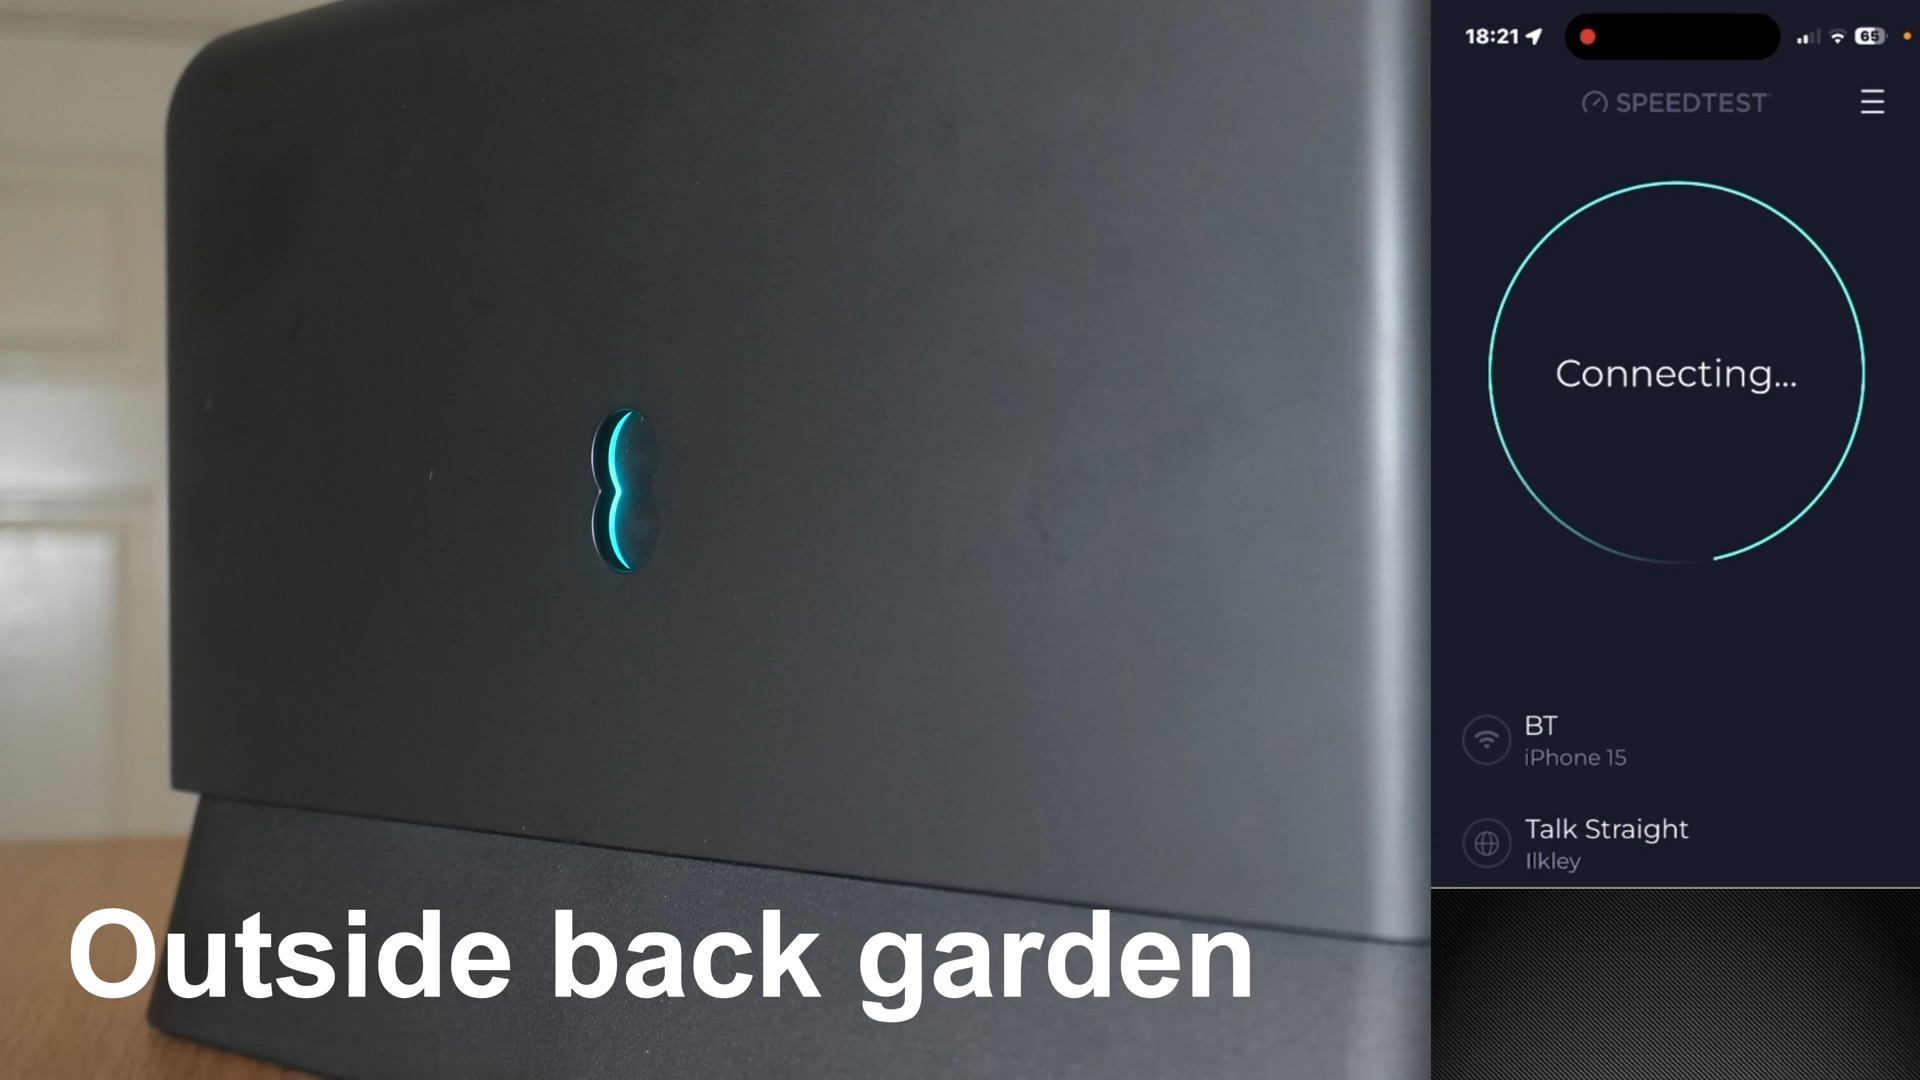 18:21
65
SPEEDTEST
Connecting...
BT
iPhone 15
Talk Straight
Ilkley
Outside back garden